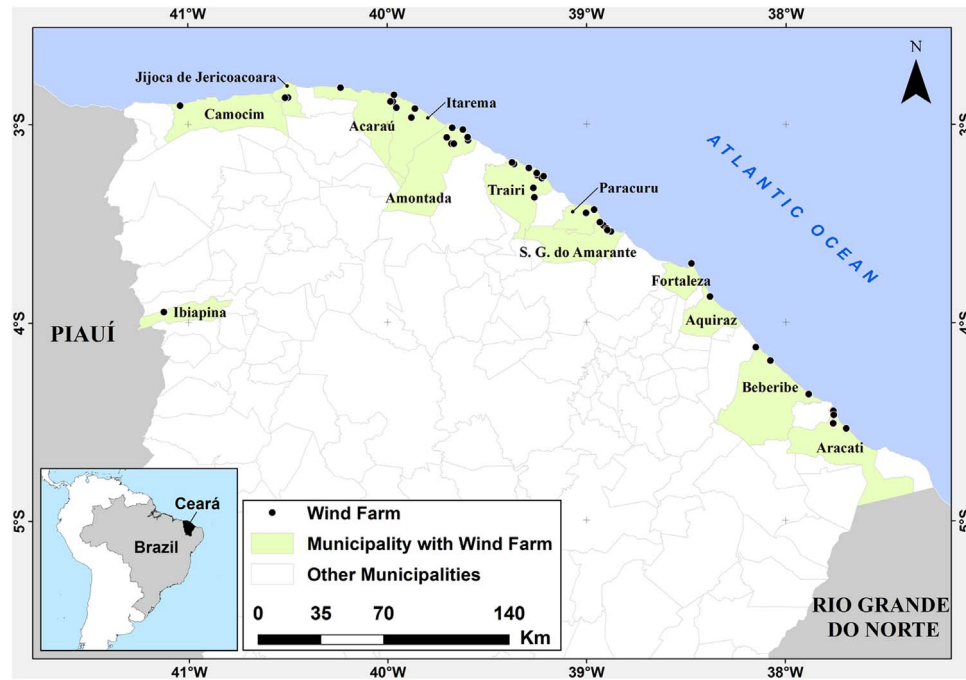 41°W 40°W 39°W 38°W
N
Jijoca de Jericoacoara
Itarema
Camocim
Acaraú
3°S
3°S
Amontada
Trairi
Paracuru
S. G. do Amarante
ATLANTIC OCEAN
Fortaleza
Ibiapina
Aquiraz
4°S
4°S
PIAUÍ
Beberibe
Aracati
Ceará
Brazil
5°S
5°S
Wind Farm
Municipality with Wind Farm
Other Municipalities
0 35 70 140
Km
RIO GRANDE
DO NORTE
41°W 40°W 39°W 38°W